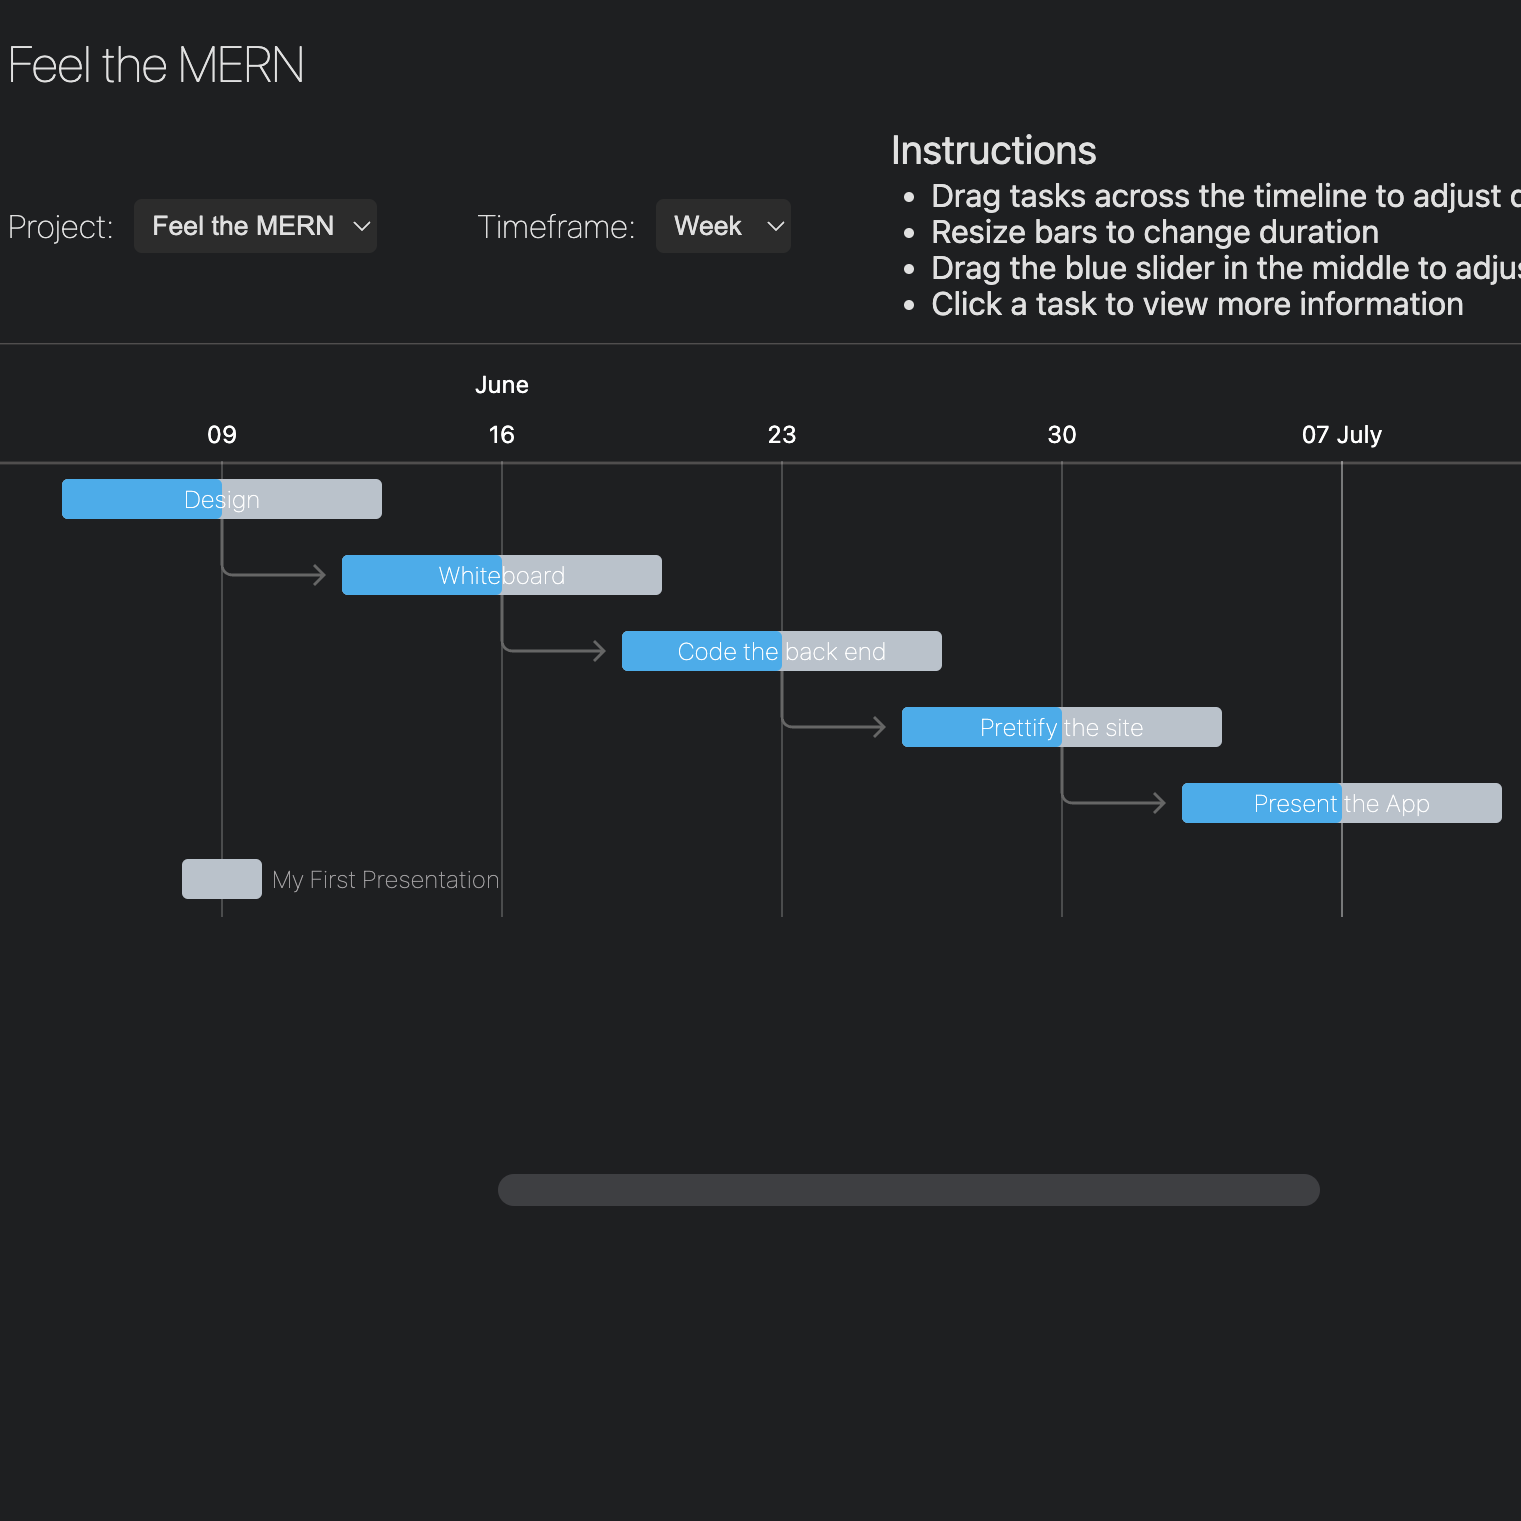 Feel the MERN
Instructions
Drag tasks across the timeline to adjust
Resize bars to change duration
Drag the blue slider in the middle to
Click a task to view more information
Project: Feel the MERN
Timeframe: Week
June
09 16 23 30 07 July
Design
Whiteboard
Code the back end
Prettify the site
Present the App
My First Presentation